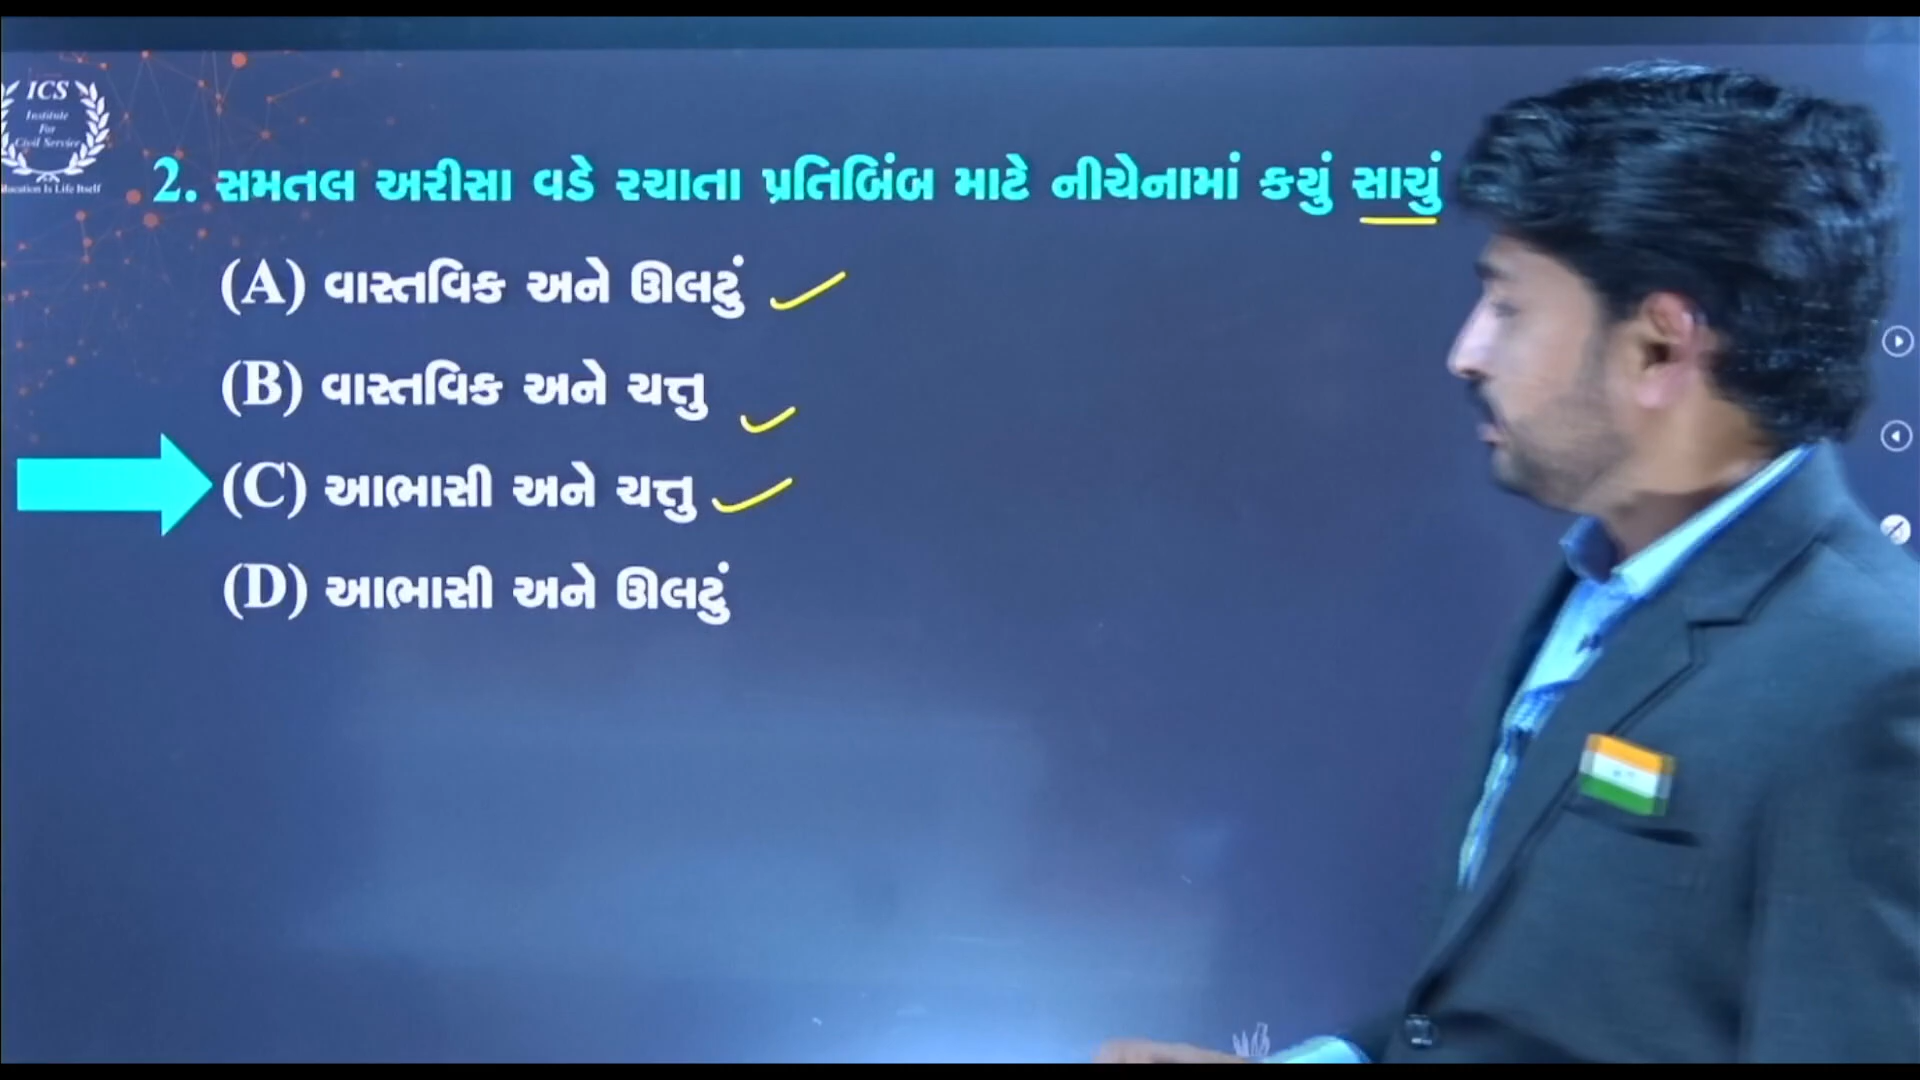 ICS
Institute
For
Civil Service
Education Is Life Itself
2. સમતલ અરીસા વડે રચાતા પ્રતિબિંબ માટે નીચેનામાં કયું સાચું
(A) વાસ્તવિક અને ઊલટું
(B) વાસ્તવિક અને ચત્તુ
(C) આભાસી અને ચત્તુ
(D) આભાસી અને ઊલટું